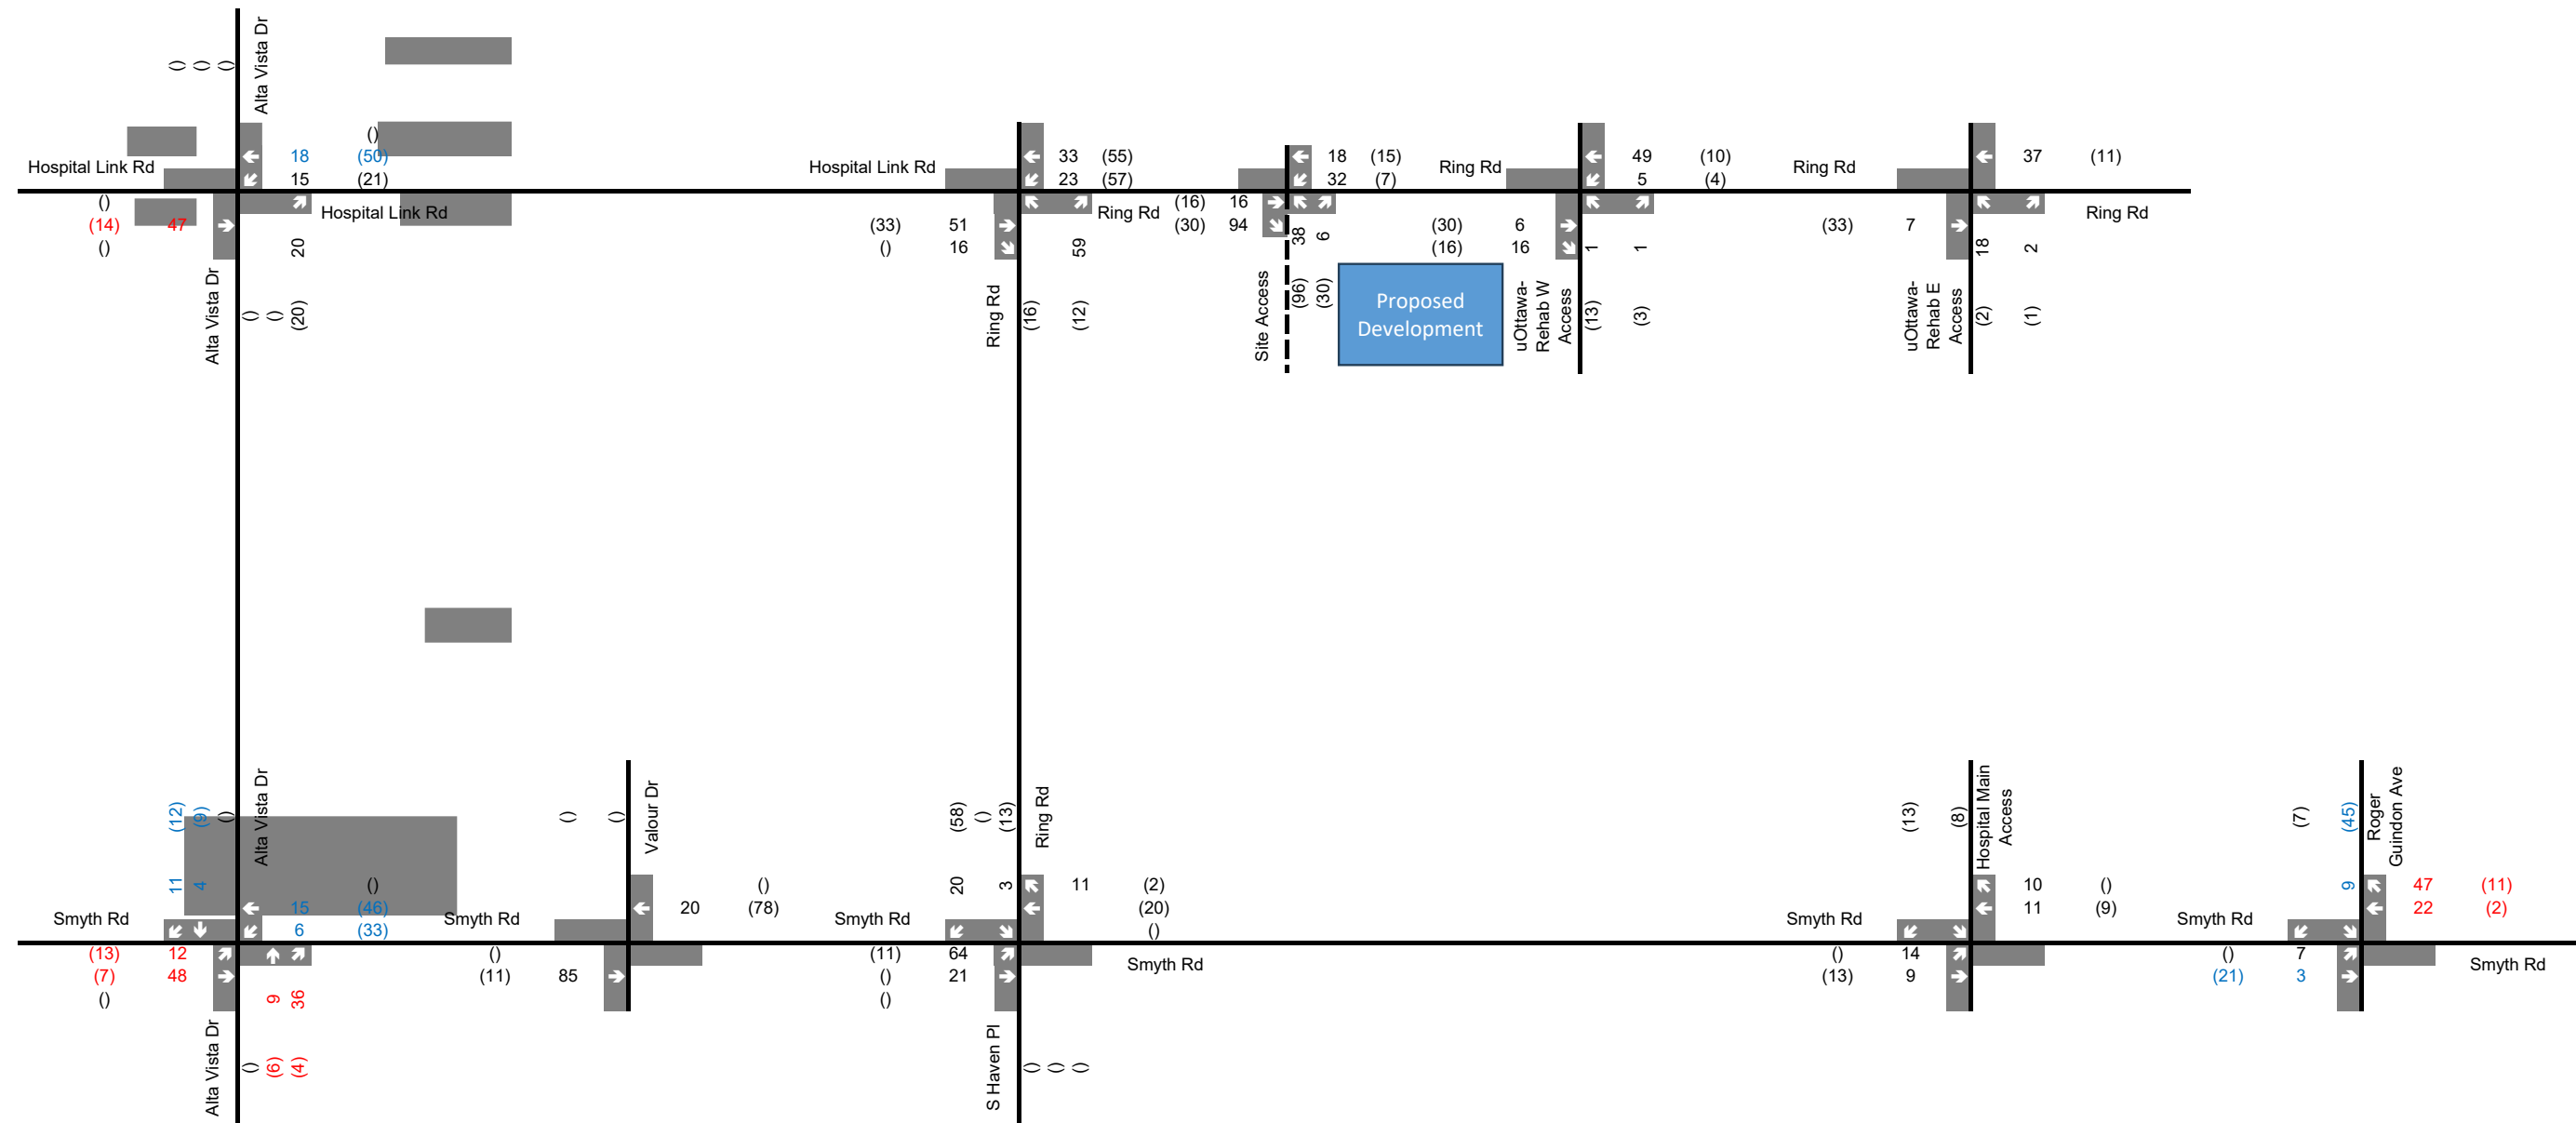 Alta Vista Dr
() () ()
()
18 (50)
15 (21)
Hospital Link Rd
()
(14) 47
()
Hospital Link Rd
20
Alta Vista Dr
() () (20)
Hospital Link Rd
33 (55)
23 (57)
(33) 51
() 16
Ring Rd
59
Ring Rd
(16) (12)
18 (15)
32 (7)
(16) 16
(30) 94
38 6
(96) (30)
Site Access
Proposed
Development
Ring Rd
49 (10)
5 (4)
(30) 6
(16) 16
1 1
(13) (3)
uOttawa-
Rehab W
Access
Ring Rd
37 (11)
(33) 7
Ring Rd
18 2
(2) (1)
uOttawa-
Rehab E
Access
Alta Vista Dr
(12) (9) ()
11 4
()
15 (46)
6 (33)
Smyth Rd
(13) 12
(7) 48
()
9 36
() (6) (4)
Alta Vista Dr
Valour Dr
() ()
()
20 (78)
Smyth Rd
()
(11) 85
Ring Rd
(58) () (13)
20 3
11 (2)
(20)
()
Smyth Rd
(11) 64
() 21
()
Smyth Rd
S Haven Pl
() () ()
Hospital Main
Access
(13) (8)
10 ()
11 (9)
Smyth Rd
() 14
(13) 9
Roger
Guindon Ave
(7) (45)
9
47 (11)
22 (2)
Smyth Rd
() 7
(21) 3
Smyth Rd